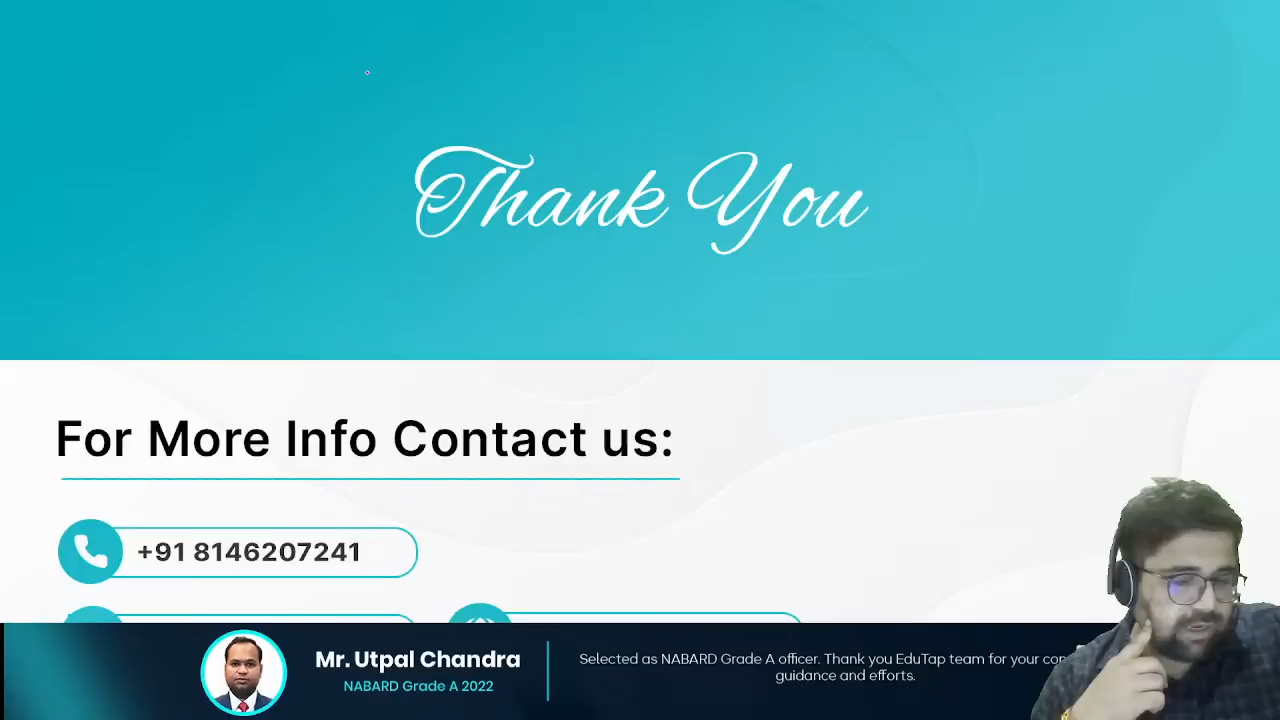 Thank You
For More Info Contact us:
+91 8146207241
Mr. Utpal Chandra
NABARD Grade A 2022
Selected as NABARD Grade A officer. Thank you EduTap team for your
guidance and efforts.